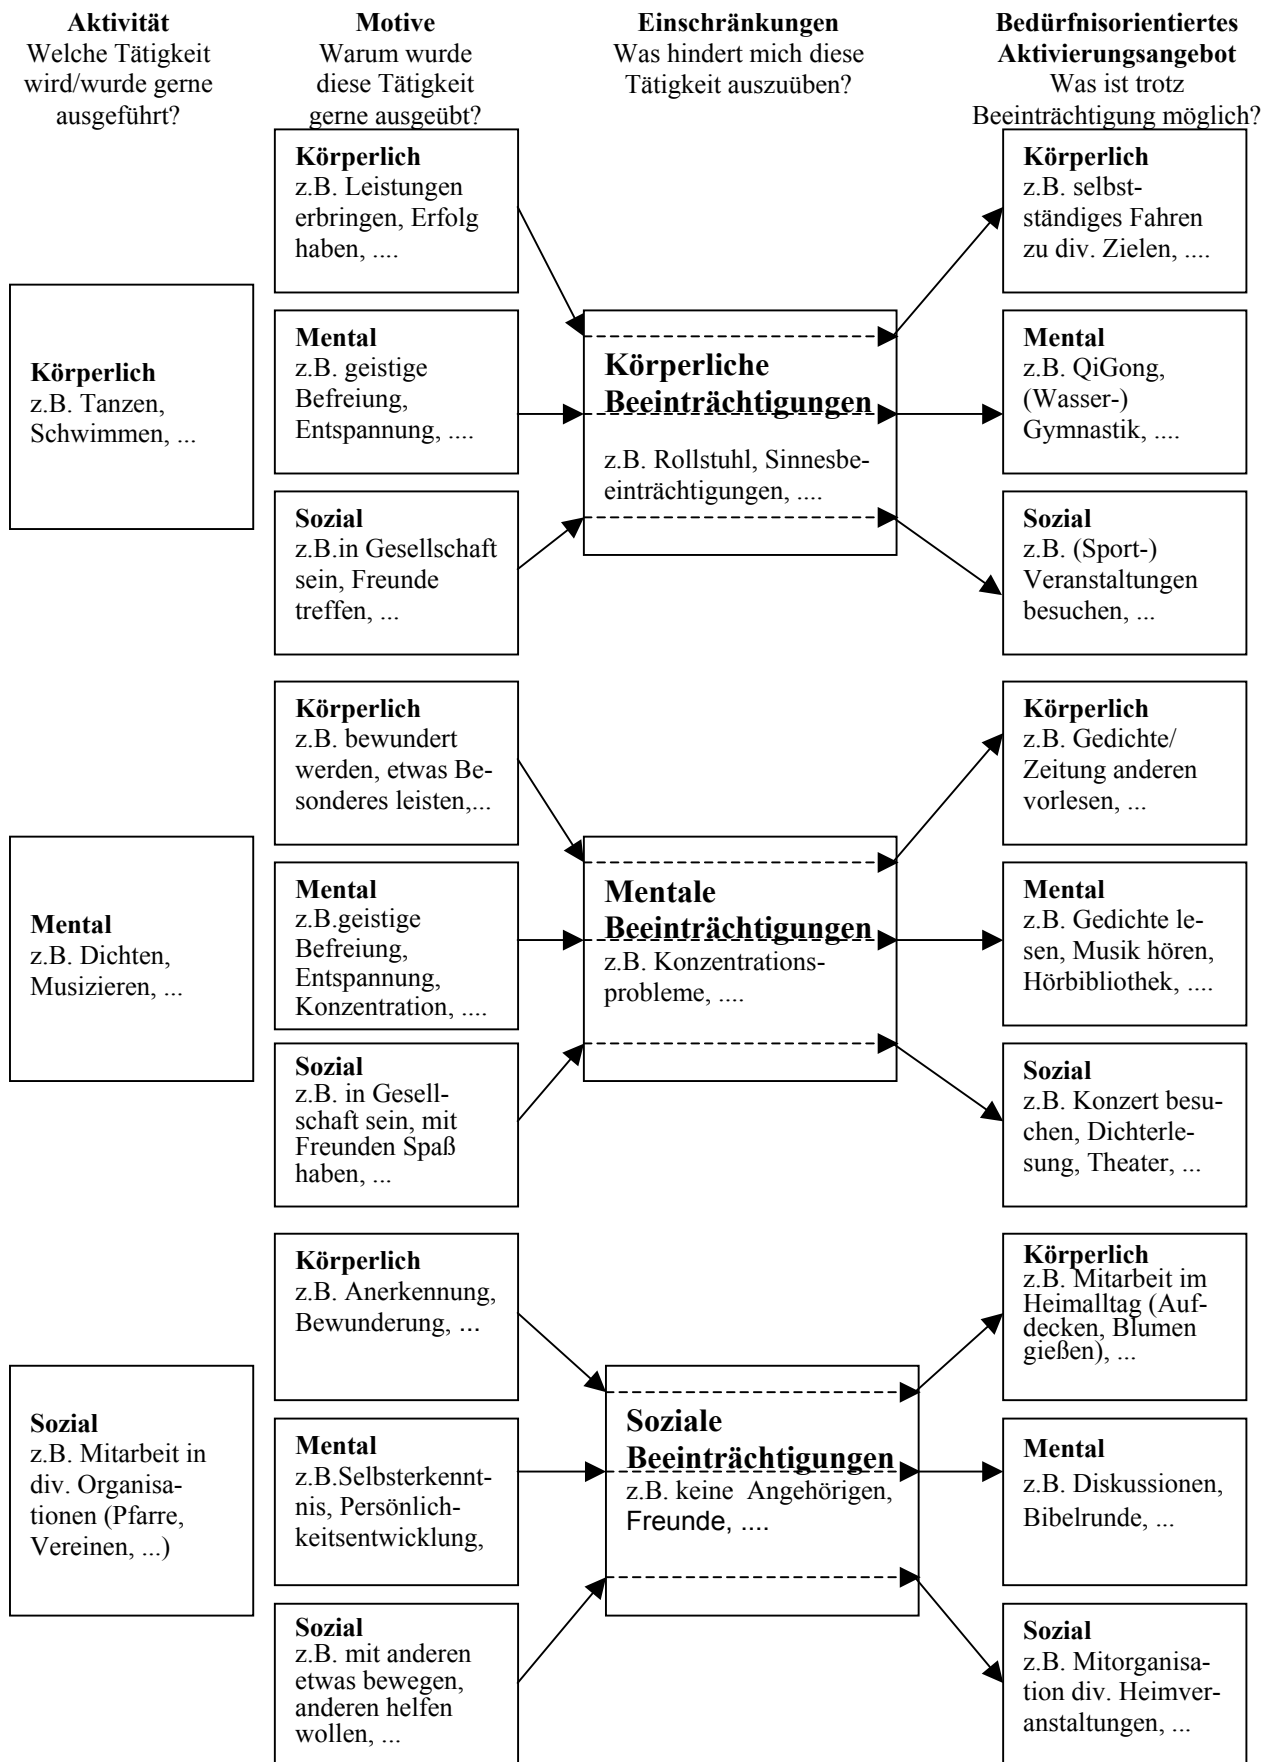 Aktivität
Welche Tätigkeit
wird/wurde gerne
ausgeführt?
Motive
Warum wurde
diese Tätigkeit
gerne ausgeübt?
Einschränkungen
Was hindert mich diese
Tätigkeit auszuüben?
Bedürfnisorientiertes
Aktivierungsangebot
Was ist trotz
Beeinträchtigung möglich?
Körperlich
z.B. Tanzen,
Schwimmen, ...
Körperlich
z.B. Leistungen
erbringen, Erfolg
haben, ....
Mental
z.B. geistige
Befreiung,
Entspannung, ....
Sozial
z.B.in Gesellschaft
sein, Freunde
treffen, ...
Körperliche
Beeinträchtigungen
z.B. Rollstuhl, Sinnesbe-
einträchtigungen, ....
Körperlich
z.B. selbst-
ständiges Fahren
zu div. Zielen, ....
Mental
z.B. QiGong,
(Wasser-)
Gymnastik, ....
Sozial
z.B. (Sport-)
Veranstaltungen
besuchen, ...
Mental
z.B. Dichten,
Musizieren, ...
Körperlich
z.B. bewundert
werden, etwas Be-
sonderes leisten,...
Mental
z.B.geistige
Befreiung,
Entspannung,
Konzentration, ....
Sozial
z.B. in Gesell-
schaft sein, mit
Freunden Spaß
haben, ...
Mentale
Beeinträchtigungen
z.B. Konzentrations-
probleme, ....
Körperlich
z.B. Gedichte/
Zeitung anderen
vorlesen, ...
Mental
z.B. Gedichte le-
sen, Musik hören,
Hörbibliothek, ....
Sozial
z.B. Konzert besu-
chen, Dichterle-
sung, Theater, ...
Sozial
z.B. Mitarbeit in
div. Organisa-
tionen (Pfarre,
Vereinen, ...)
Körperlich
z.B. Anerkennung,
Bewunderung, ...
Mental
z.B.Selbsterkennt-
nis, Persönlich-
keitsentwicklung,
Sozial
z.B. mit anderen
etwas bewegen,
anderen helfen
wollen, ...
Soziale
Beeinträchtigungen
z.B. keine Angehörigen,
Freunde, ....
Körperlich
z.B. Mitarbeit im
Heimalltag (Auf-
decken, Blumen
gießen), ...
Mental
z.B. Diskussionen,
Bibelrunde, ...
Sozial
z.B. Mitorganisa-
tion div. Heimver-
anstaltungen, ...